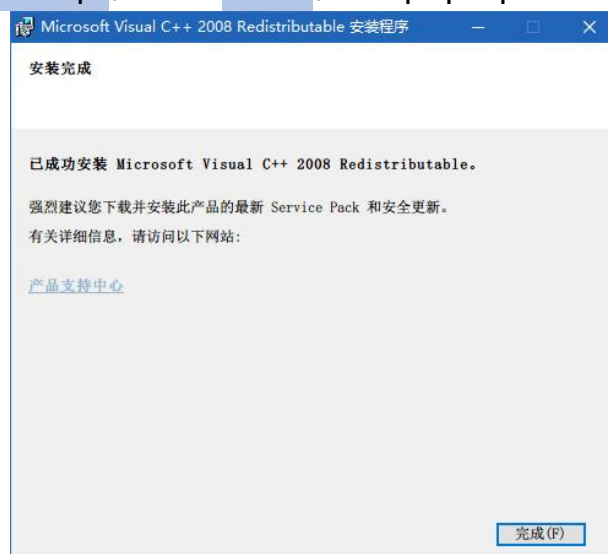 Microsoft Visual C++ 2008 Redistributable 安装程序
安装完成
已成功安装 Microsoft Visual C++ 2008 Redistributable。
强烈建议您下载并安装此产品的最新 Service Pack 和安全更新。
有关详细信息，请访问以下网站:
产品支持中心
完成(F)